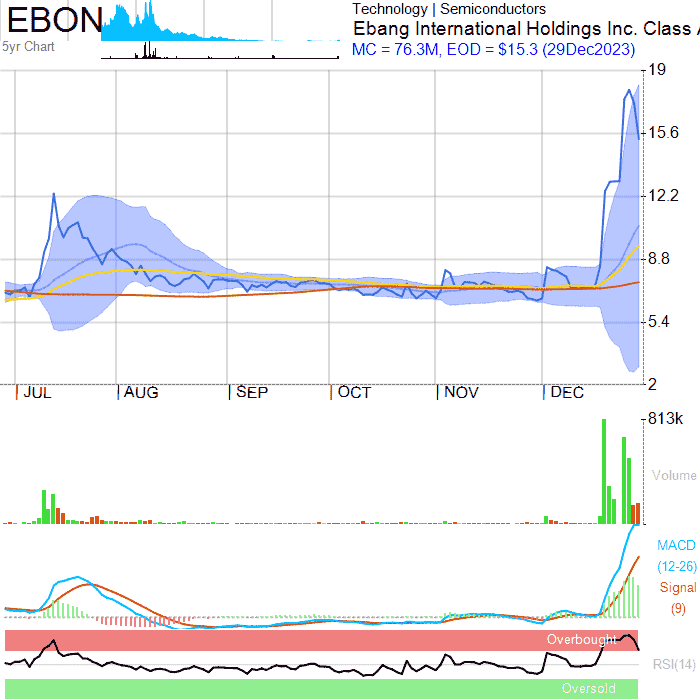 EBON
5yr Chart
Technology | Semiconductors
Ebang International Holdings Inc. Class
MC = 76.3M, EOD = $15.3 (29Dec2023)
19
15.6
12.2
8.8
5.4
2
JUL AUG SEP OCT NOV DEC
813k
Volume
MACD
(12-26)
Signal
(9)
Overbought
RSI(14)
Oversold